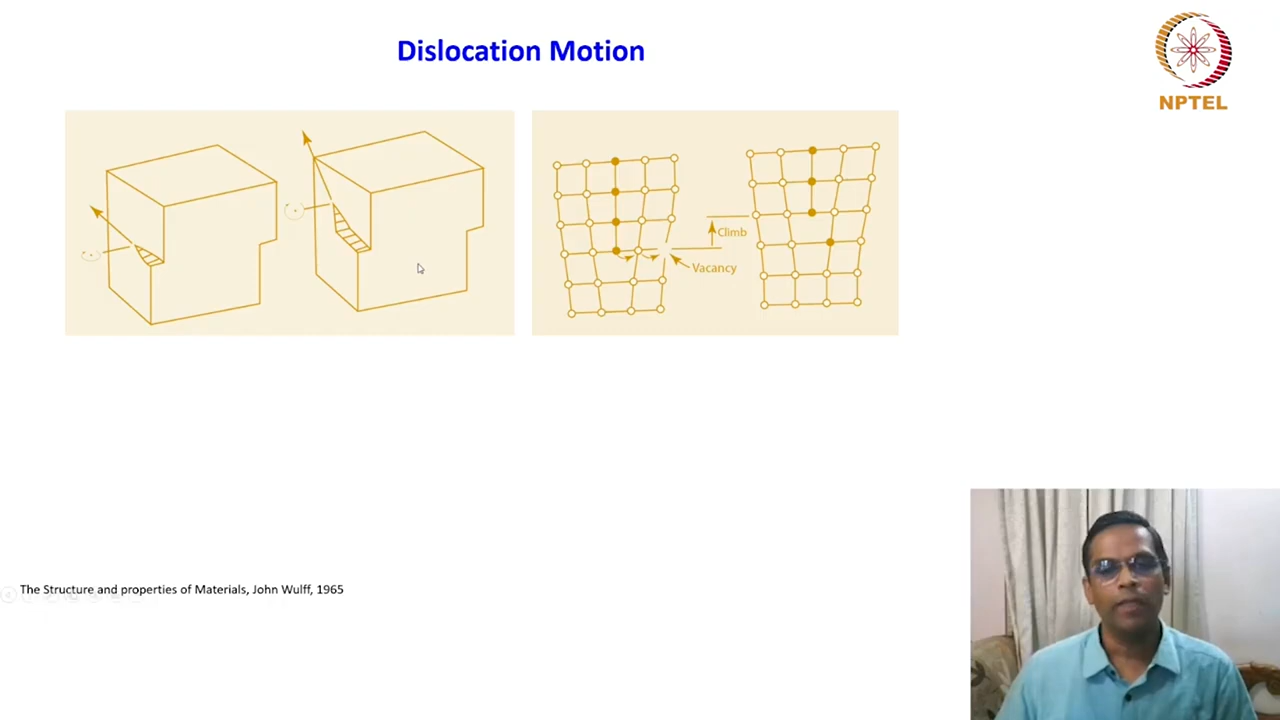 Dislocation Motion
NPTEL
Climb
Vacancy
The Structure and properties of Materials, John Wulff, 1965